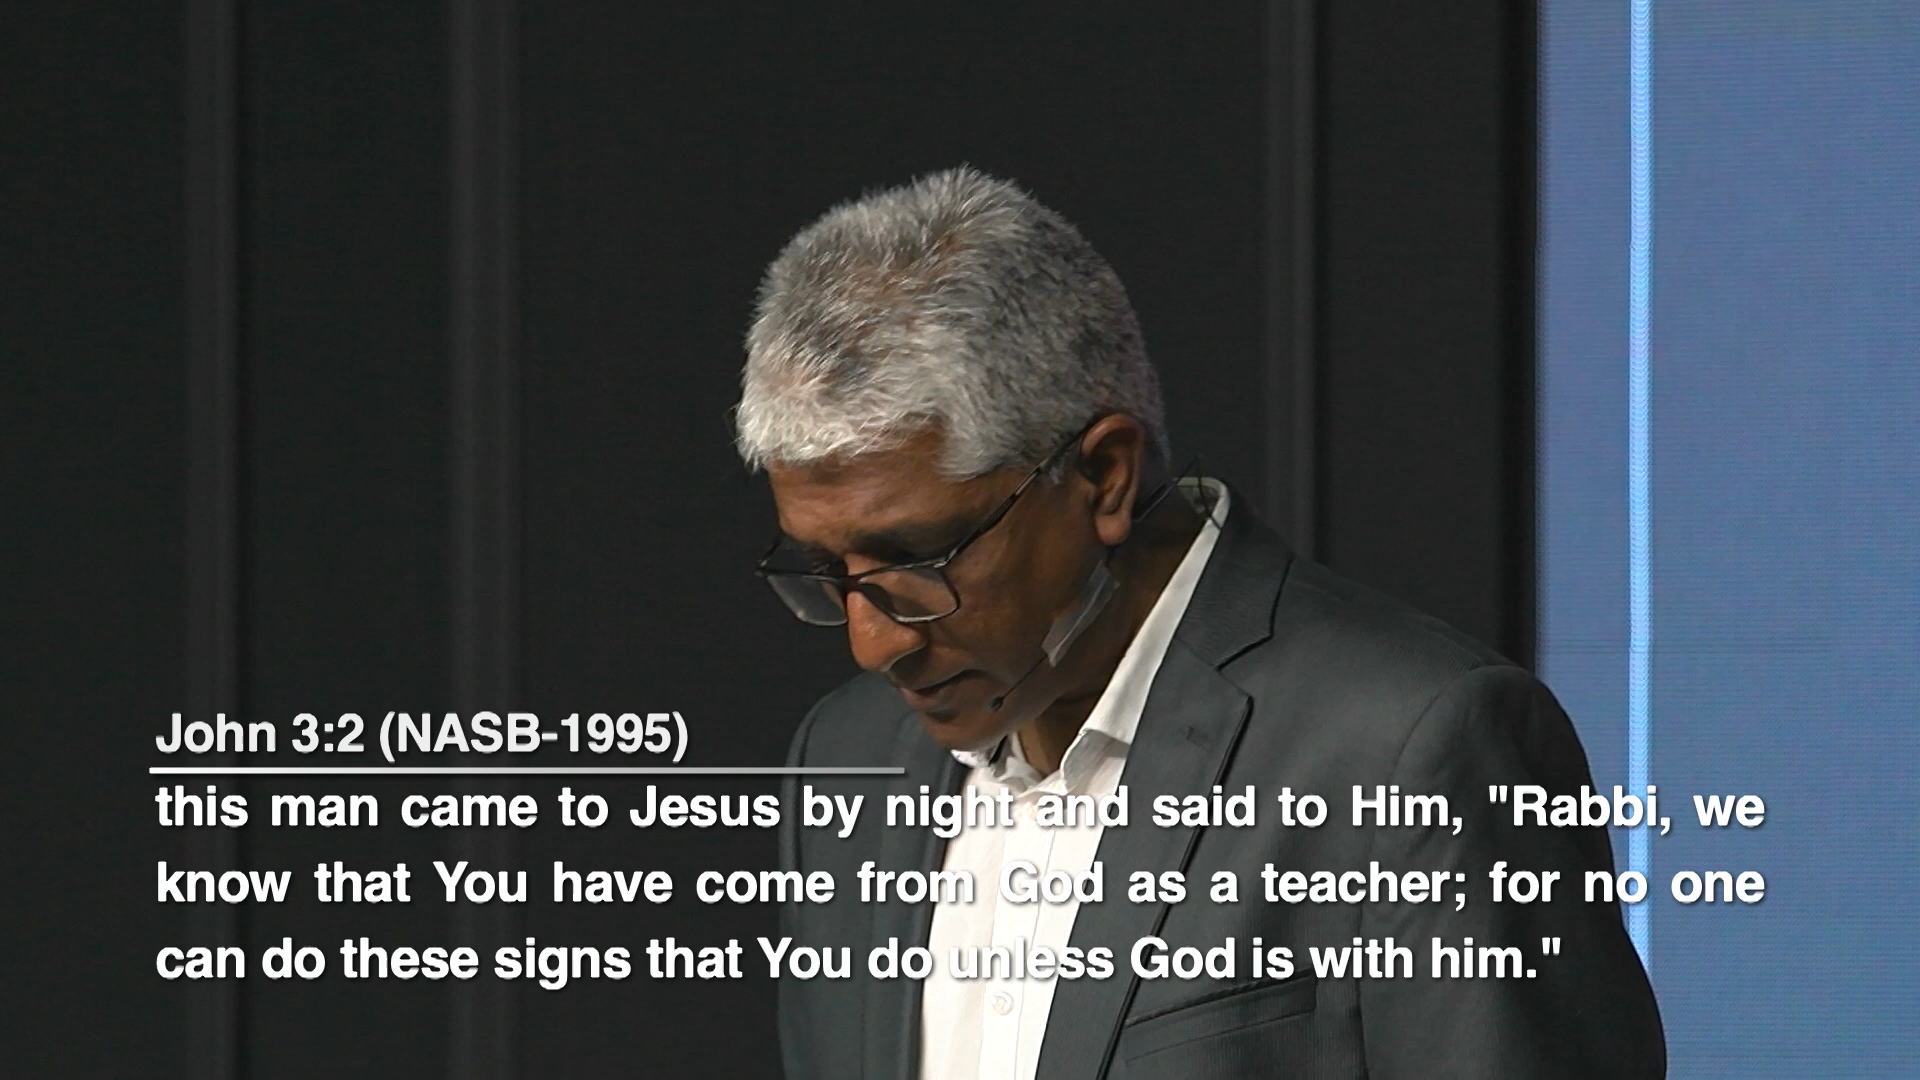 John 3:2 (NASB-1995)
this man came to Jesus by night and said to Him, "Rabbi, we
know that You have come from God as a teacher; for no one
can do these signs that You do unless God is with him."